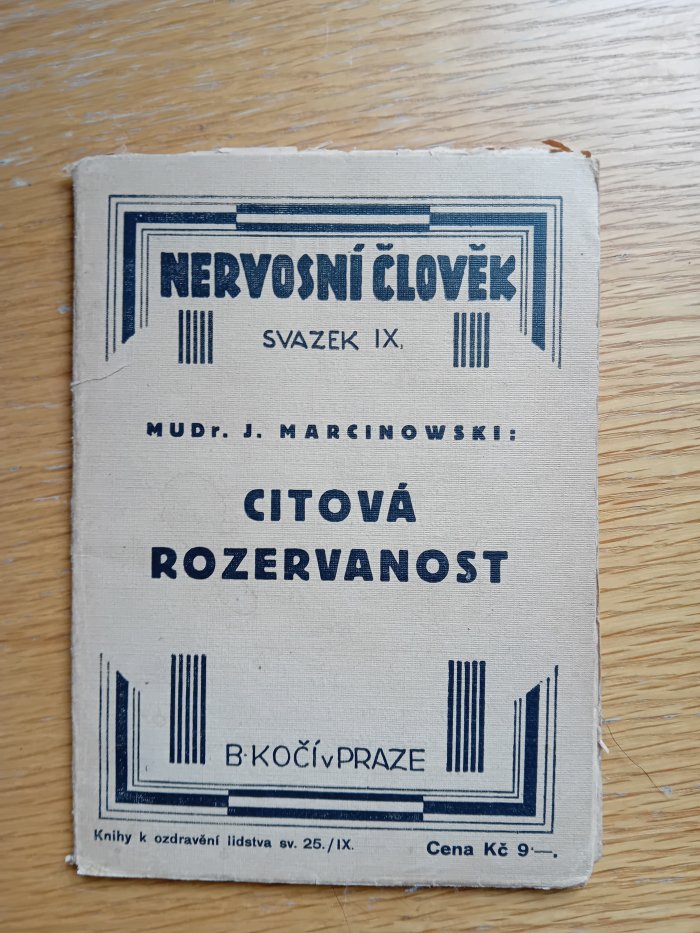 NERVOSNÍ ČLOVĚK
SVAZEK IX.
MUDr. J. MARCINOWSKI:
CITOVÁ
ROZERVANOST
B. KOČÍ v PRAZE
Knihy k ozdravění lidstva sv. 25./IX.
Cena Kč 9·—.